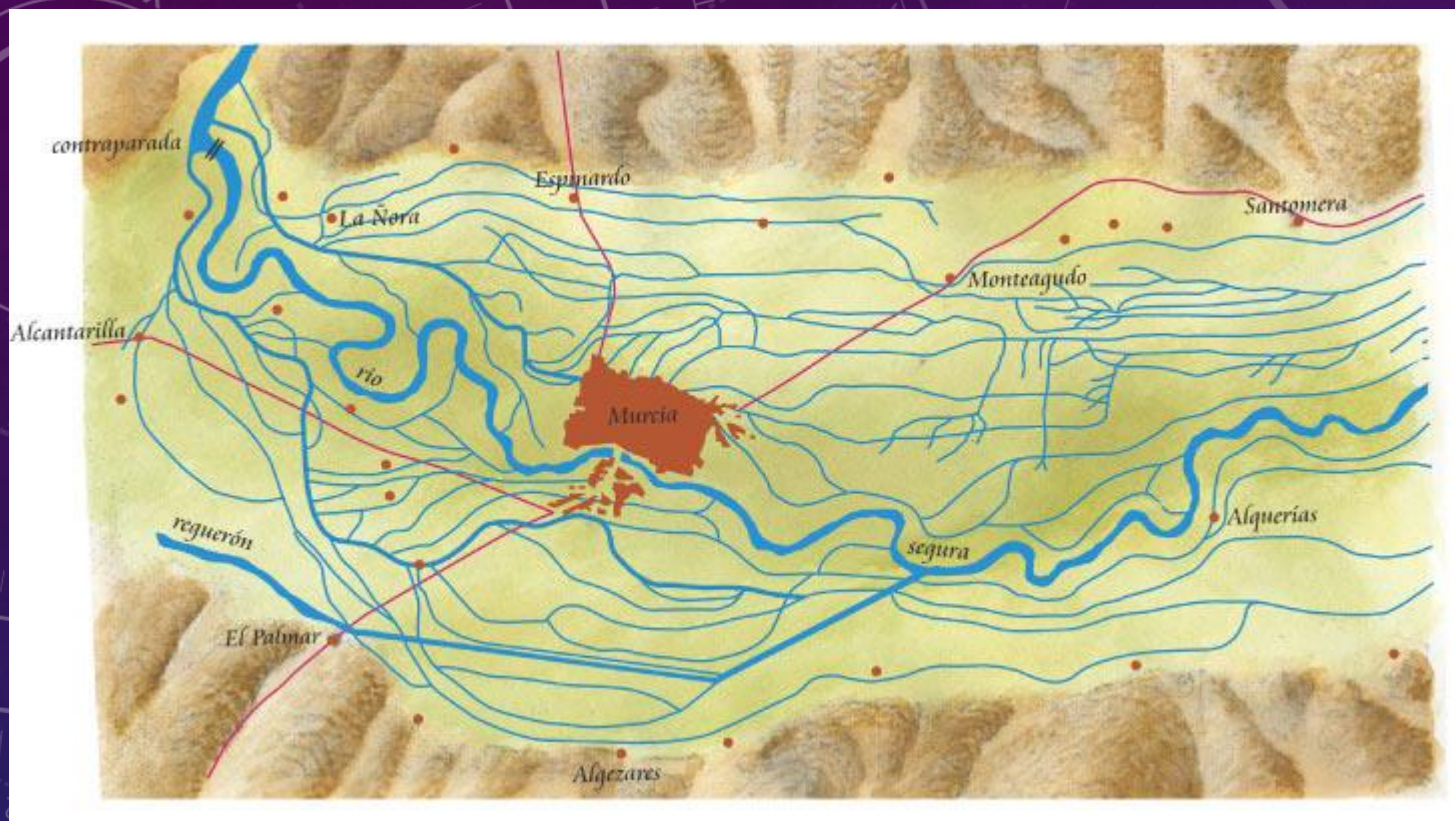 contraparada
Espinardo
La Ñora
Santomera
Monteagudo
Alcantarilla
río
Murcia
reguerón
Alquerías
segura
El Palmar
Algezares